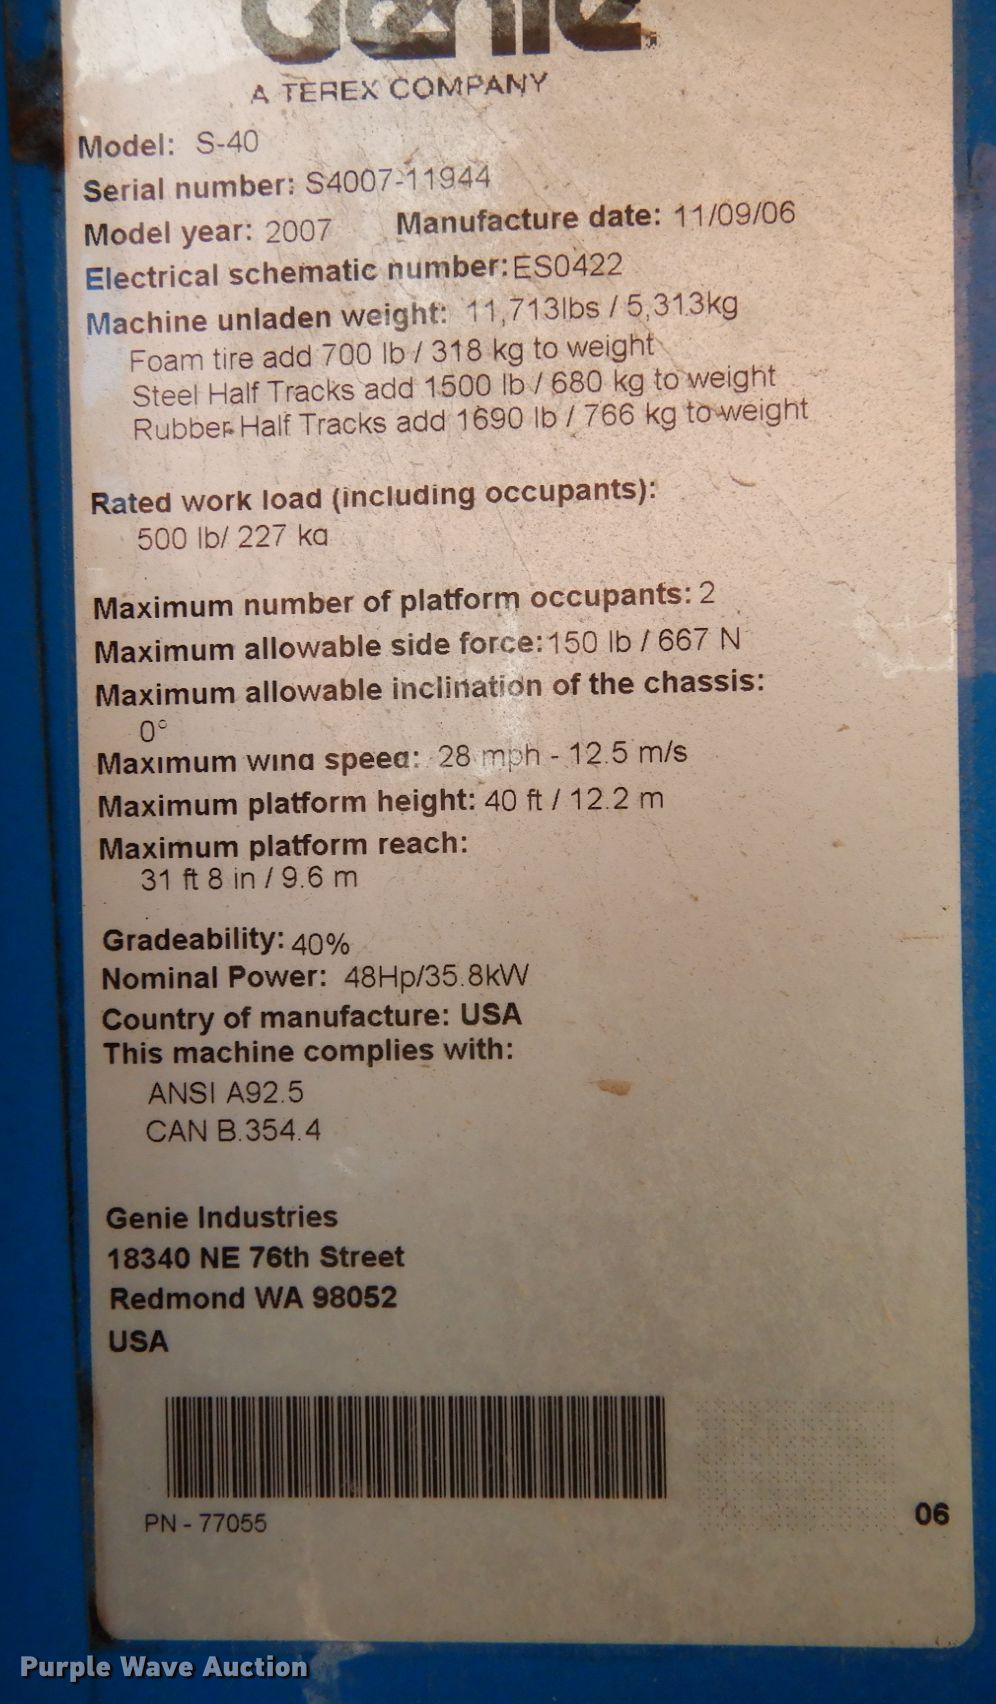 Genie
A TEREX COMPANY
Model: S-40
Serial number: S4007-11944
Model year: 2007 Manufacture date: 11/09/06
Electrical schematic number: ES0422
Machine unladen weight: 11,713lbs / 5,313kg
Foam tire add 700 lb / 318 kg to weight
Steel Half Tracks add 1500 lb / 680 kg to weight
Rubber Half Tracks add 1690 lb / 766 kg to weight
Rated work load (including occupants):
500 lb/ 227 kg
Maximum number of platform occupants: 2
Maximum allowable side force: 150 lb / 667 N
Maximum allowable inclination of the chassis:
0°
Maximum wind speed: 28 mph - 12.5 m/s
Maximum platform height: 40 ft / 12.2 m
Maximum platform reach:
31 ft 8 in / 9.6 m
Gradeability: 40%
Nominal Power: 48Hp/35.8kW
Country of manufacture: USA
This machine complies with:
ANSI A92.5
CAN B.354.4
Genie Industries
18340 NE 76th Street
Redmond WA 98052
USA
PN - 77055
06
Purple Wave Auction